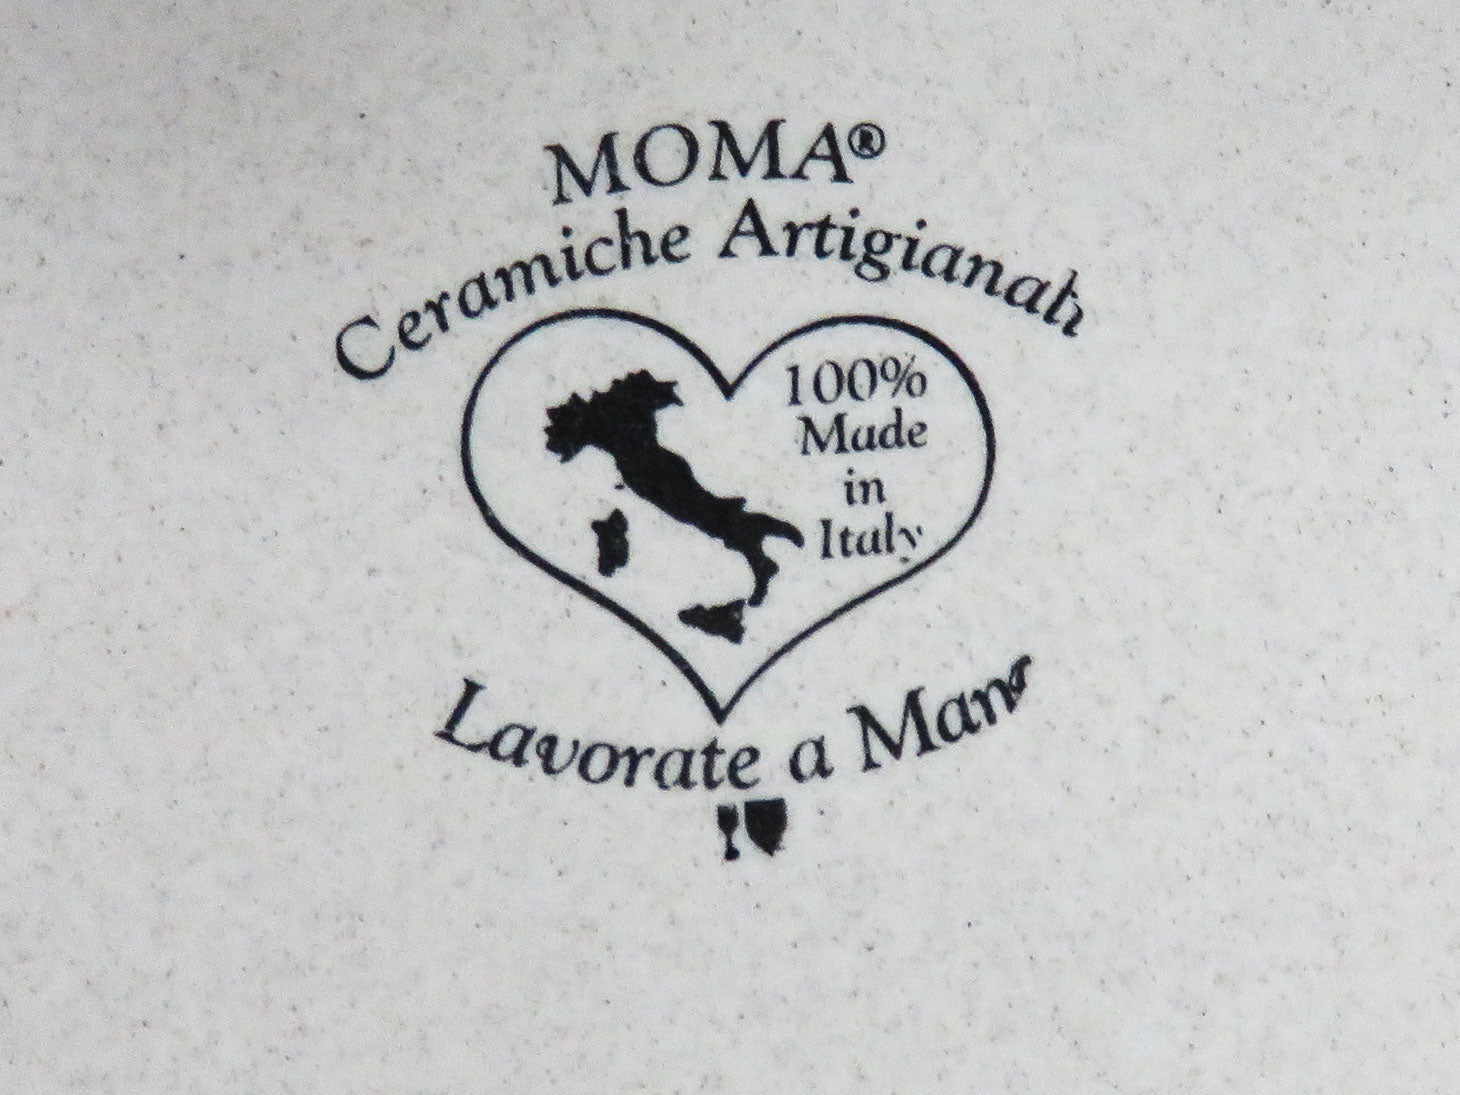 MOMA®
Ceramiche Artigianali
100%
Made
in
Italy
Lavorate a Mano